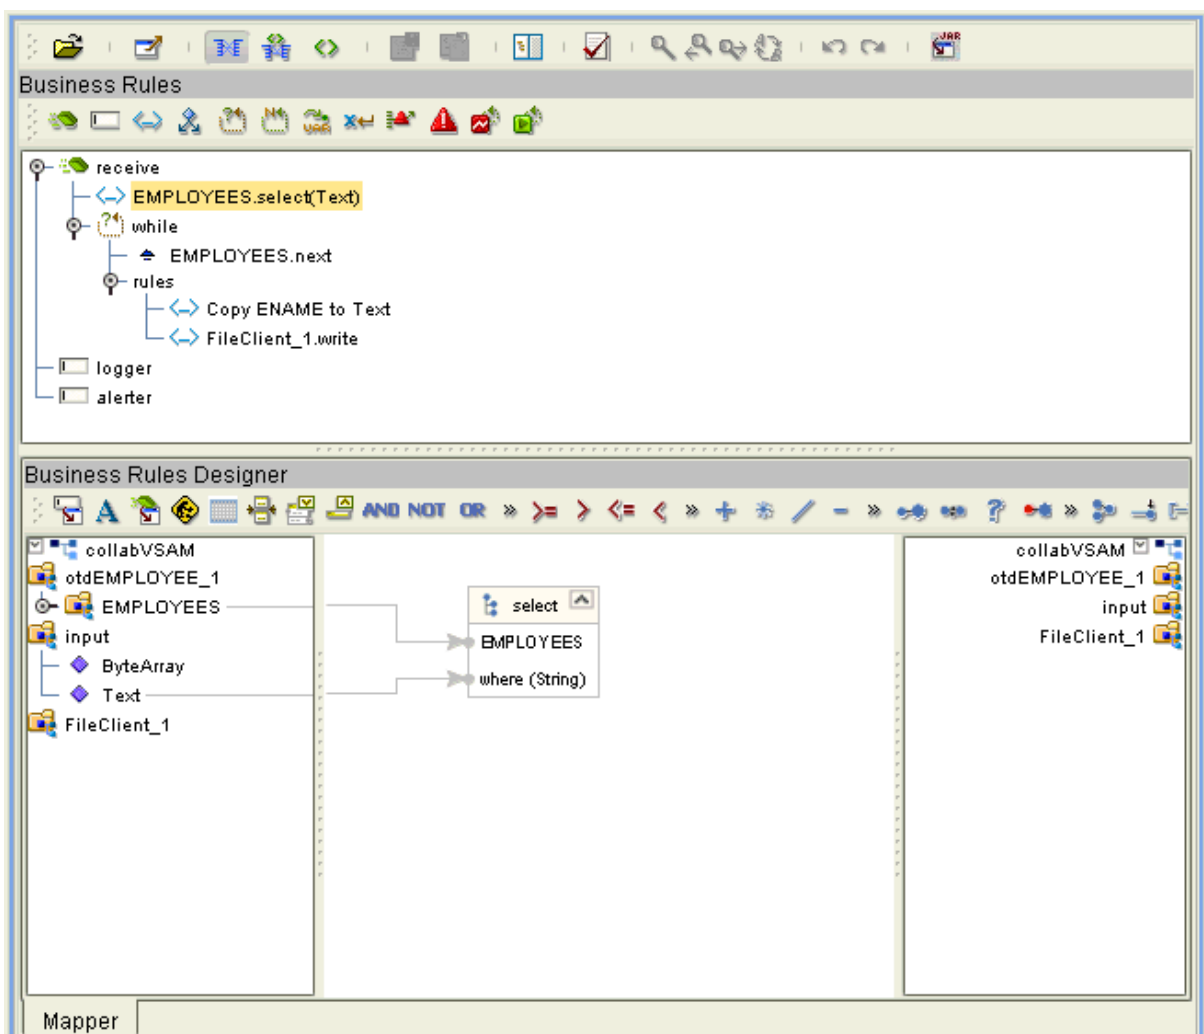 JAR
Business Rules
VAR
receive
EMPLOYEES.select(Text)
while
EMPLOYEES.next
rules
Copy ENAME to Text
FileClient_1.write
logger
alerter
Business Rules Designer
A AND NOT OR » >= > <= < » + * / - » ? » 
collabVSAM
otdEMPLOYEE_1
EMPLOYEES
input
ByteArray
Text
FileClient_1
select
EMPLOYEES
where (String)
collabVSAM
otdEMPLOYEE_1
input
FileClient_1
Mapper